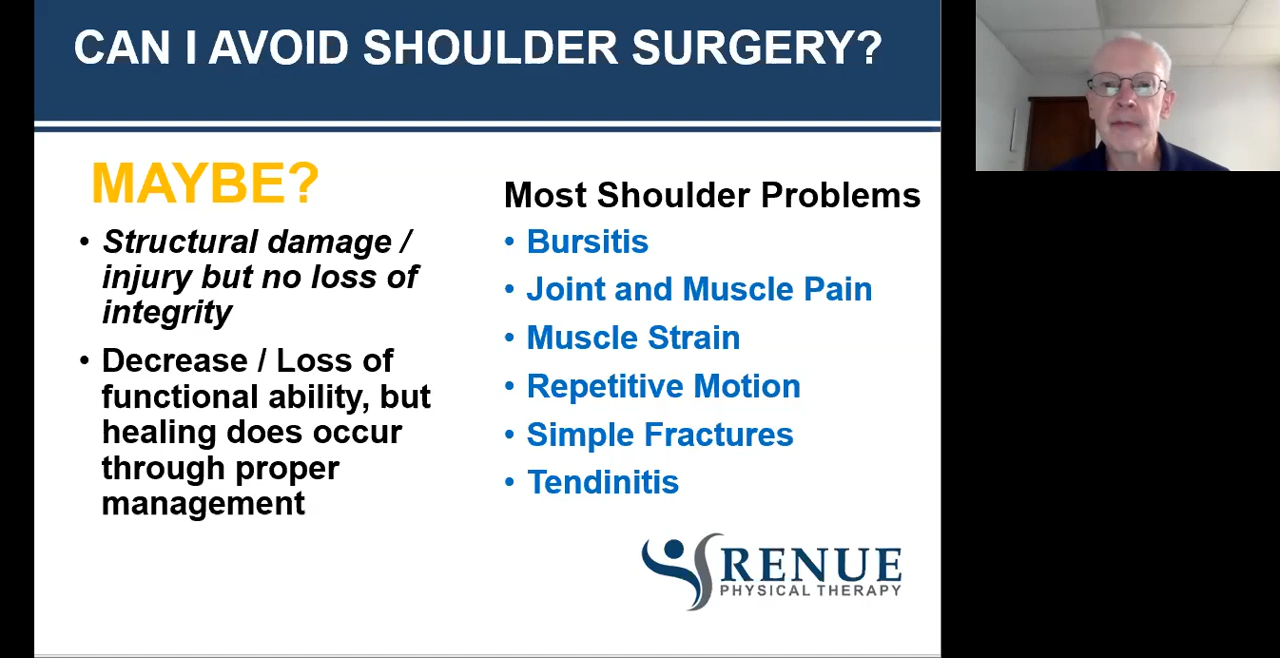 CAN I AVOID SHOULDER SURGERY?
MAYBE?
• Structural damage /
injury but no loss of
integrity
• Decrease / Loss of
functional ability, but
healing does occur
through proper
management
Most Shoulder Problems
• Bursitis
• Joint and Muscle Pain
• Muscle Strain
• Repetitive Motion
• Simple Fractures
• Tendinitis
RENUE
PHYSICAL THERAPY